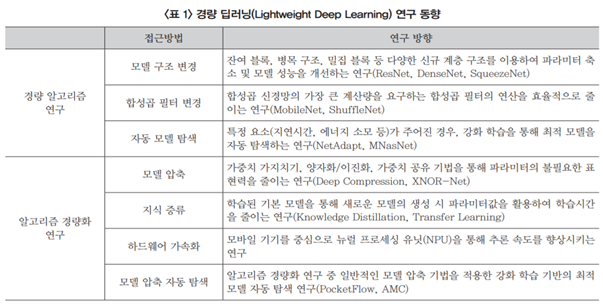 <표 1> 경량 딥러닝(Lightweight Deep Learning) 연구 동향
접근방법
연구 방향
경량 알고리즘
연구
모델 구조 변경
잔여 블록, 병목 구조, 밀집 블록 등 다양한 신규 계층 구조를 이용하여 파라미터 축
소 및 모델 성능을 개선하는 연구(ResNet, DenseNet, SqueezeNet)
합성곱 필터 변경
합성곱 신경망의 가장 큰 계산량을 요구하는 합성곱 필터의 연산을 효율적으로 줄
이는 연구(MobileNet, ShuffleNet)
자동 모델 탐색
특정 요소(지연시간, 에너지 소모 등)가 주어진 경우, 강화 학습을 통해 최적 모델을
자동 탐색하는 연구(NetAdapt, MNasNet)
알고리즘 경량화
연구
모델 압축
가중치 가지치기, 양자화/이진화, 가중치 공유 기법을 통해 파라미터의 불필요한 표
현력을 줄이는 연구(Deep Compression, XNOR-Net)
지식 증류
학습된 기본 모델을 통해 새로운 모델의 생성 시 파라미터값을 활용하여 학습시간
을 줄이는 연구(Knowledge Distillation, Transfer Learning)
하드웨어 가속화
모바일 기기를 중심으로 뉴럴 프로세싱 유닛(NPU)을 통해 추론 속도를 향상시키는
연구
모델 압축 자동 탐색
알고리즘 경량화 연구 중 일반적인 모델 압축 기법을 적용한 강화 학습 기반의 최적
모델 자동 탐색 연구(PocketFlow, AMC)